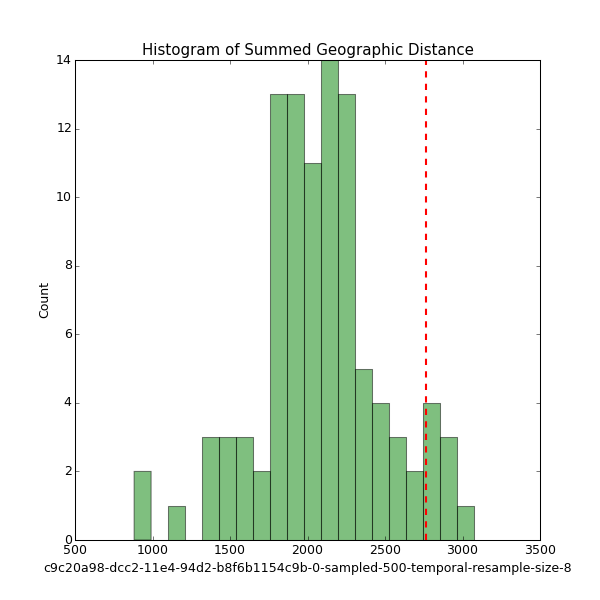 Histogram of Summed Geographic Distance
14
12
10
8
6
4
2
0
Count
500 1000 1500 2000 2500 3000 3500
c9c20a98-dcc2-11e4-94d2-b8f6b1154c9b-0-sampled-500-temporal-resample-size-8